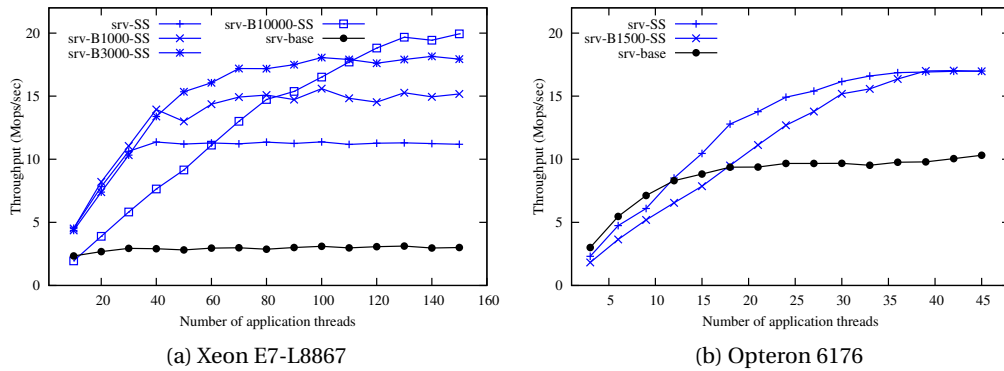 srv-SS
srv-B1000-SS
srv-B3000-SS
srv-B10000-SS
srv-base
Throughput (Mops/sec)
20
15
10
5
0
20 40 60 80 100 120 140 160
Number of application threads
(a) Xeon E7-L8867
srv-SS
srv-B1500-SS
srv-base
Throughput (Mops/sec)
20
15
10
5
0
5 10 15 20 25 30 35 40 45
Number of application threads
(b) Opteron 6176